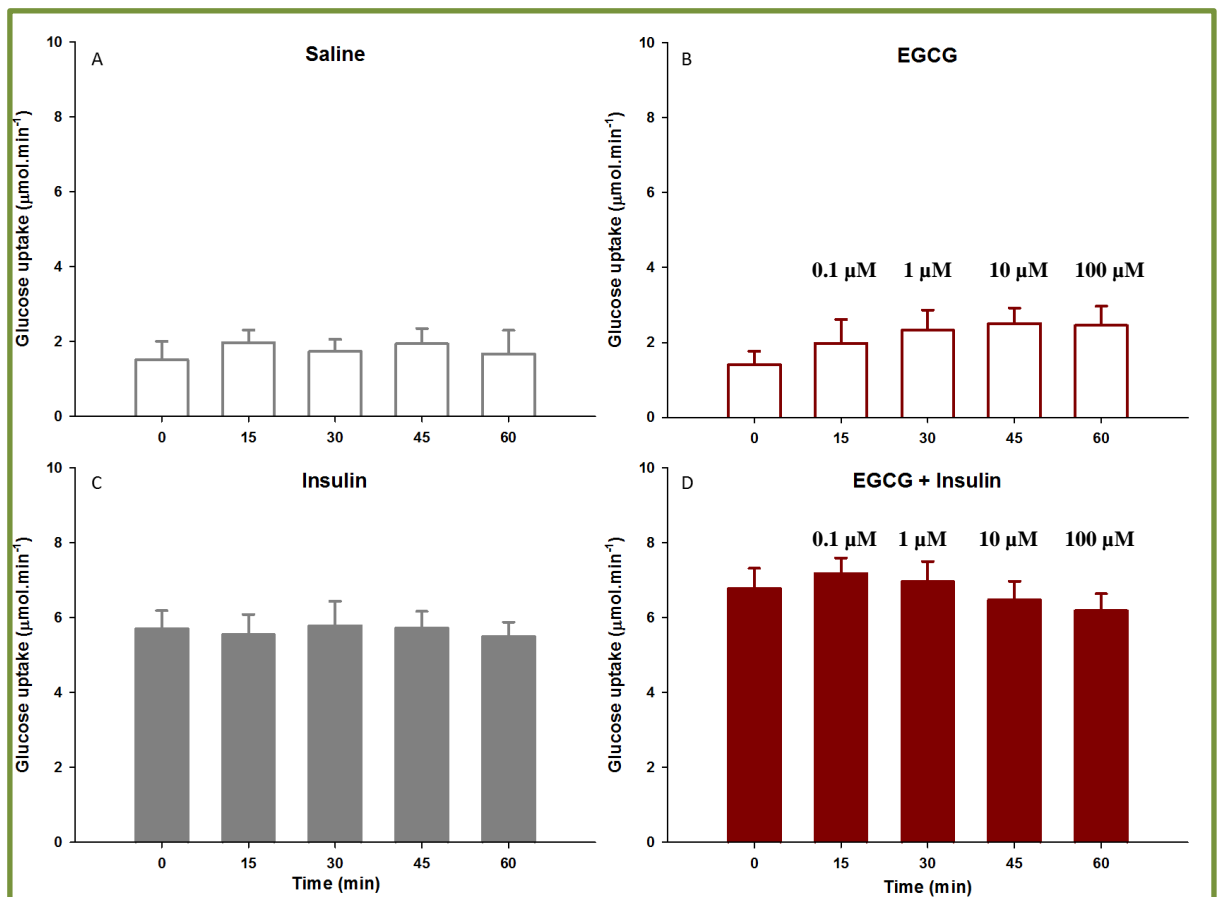 A
Saline
Glucose uptake (μmol.min⁻¹)
10
8
6
4
2
0
0 15 30 45 60
B
EGCG
Glucose uptake (μmol.min⁻¹)
10
8
6
4
2
0
0.1 μM 1 μM 10 μM 100 μM
0 15 30 45 60
C
Insulin
Glucose uptake (μmol.min⁻¹)
10
8
6
4
2
0
0 15 30 45 60
Time (min)
D
EGCG + Insulin
Glucose uptake (μmol.min⁻¹)
10
8
6
4
2
0
0.1 μM 1 μM 10 μM 100 μM
0 15 30 45 60
Time (min)